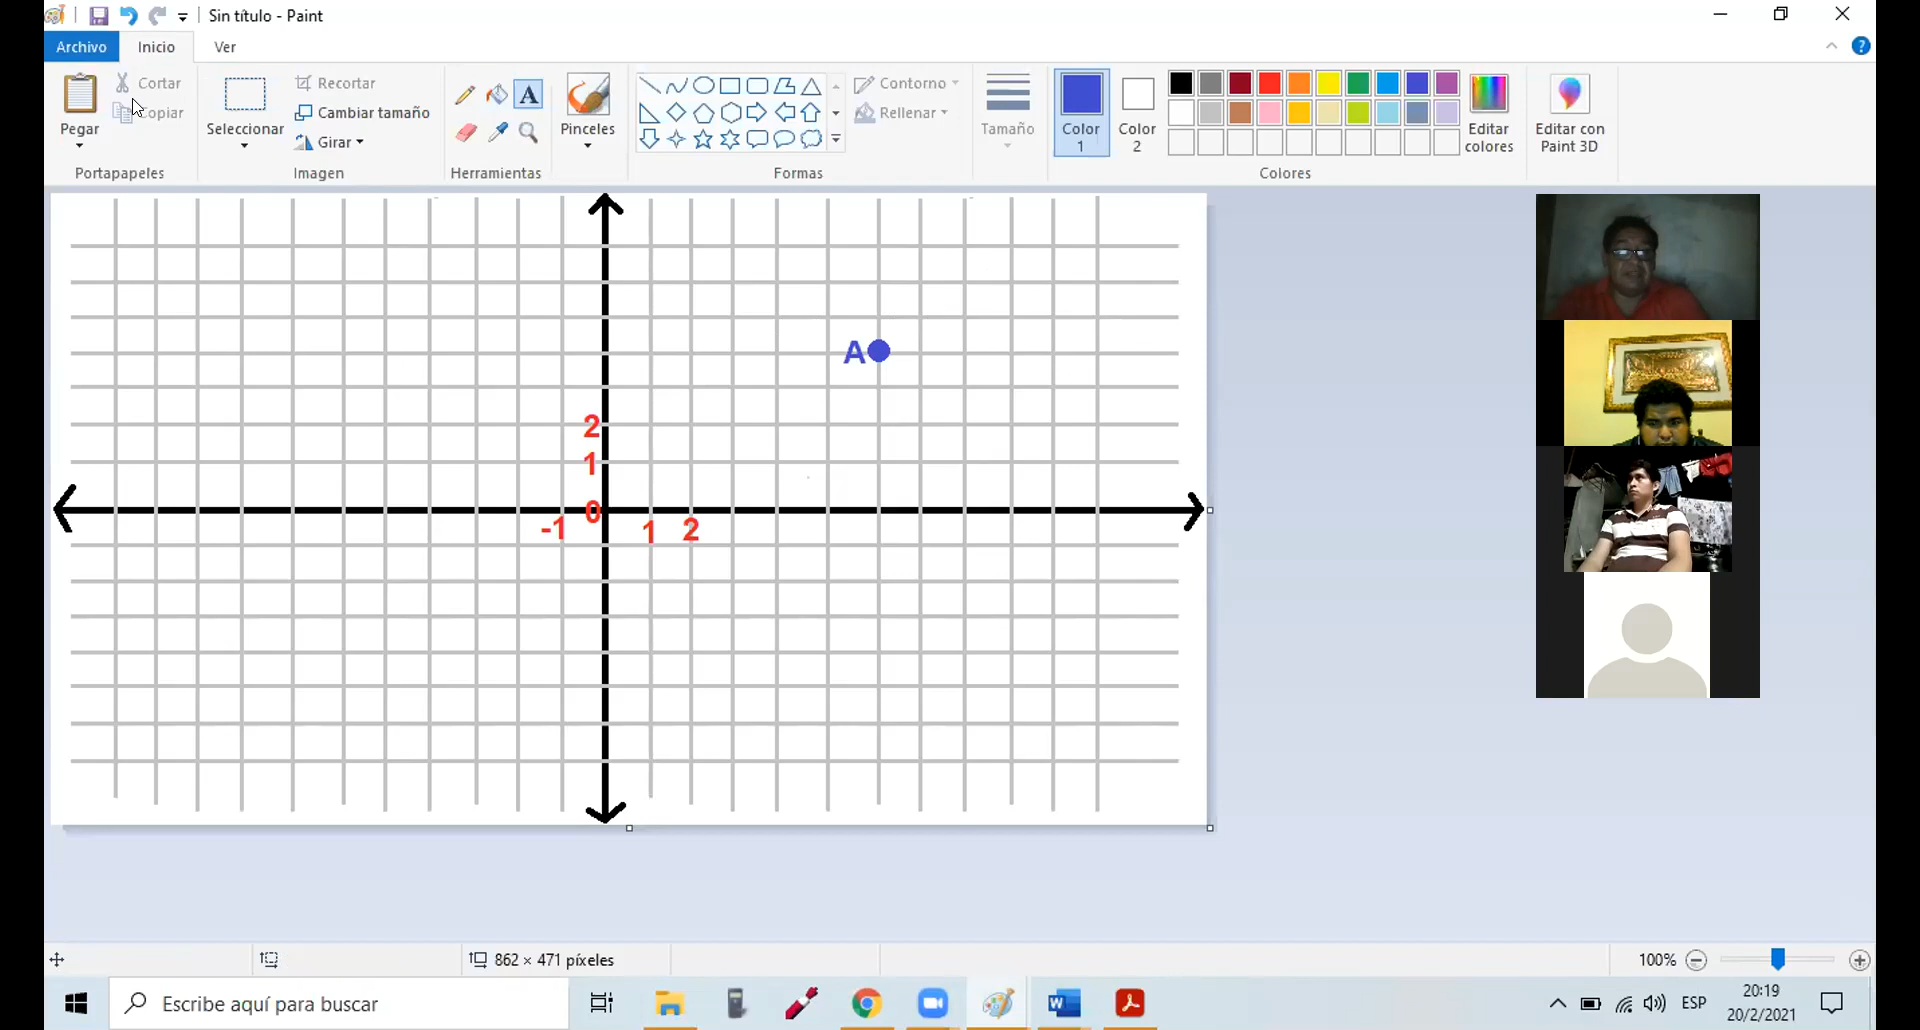 Sin título - Paint
Archivo Inicio Ver
Pegar
Cortar
Copiar
Portapapeles
Seleccionar
Recortar
Cambiar tamaño
Girar
Imagen
A
Herramientas
Pinceles
Contorno
Rellenar
Formas
Tamaño
Color
1
Color
2
Editar
colores
Colores
Editar con
Paint 3D
?
A
2
1
0
-1 1 2
862 × 471 píxeles
100%
Escribe aquí para buscar
W
ESP
20:19
20/2/2021